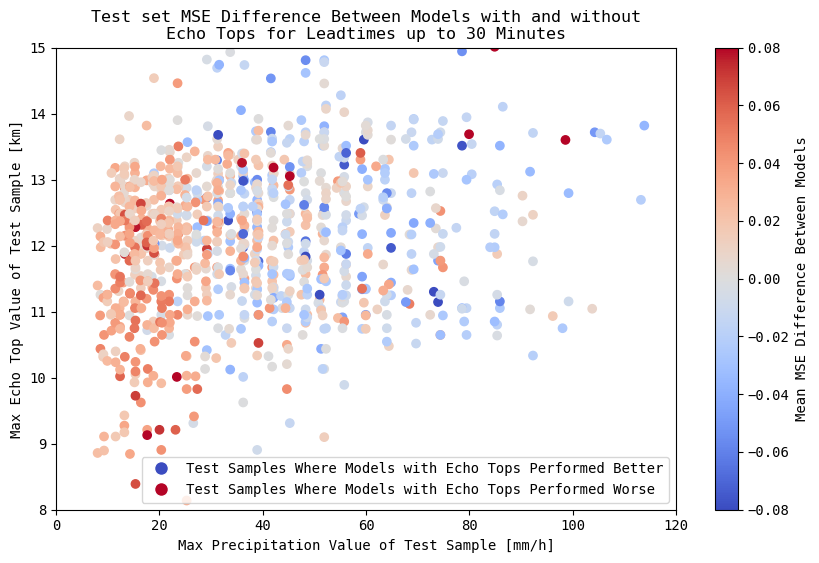 Test set MSE Difference Between Models with and without
Echo Tops for Leadtimes up to 30 Minutes
Max Echo Top Value of Test Sample [km]
15
14
13
12
11
10
9
8
0 20 40 60 80 100 120
Max Precipitation Value of Test Sample [mm/h]
Test Samples Where Models with Echo Tops Performed Better
Test Samples Where Models with Echo Tops Performed Worse
0.08
0.06
0.04
0.02
0.00
−0.02
−0.04
−0.06
−0.08
Mean MSE Difference Between Models